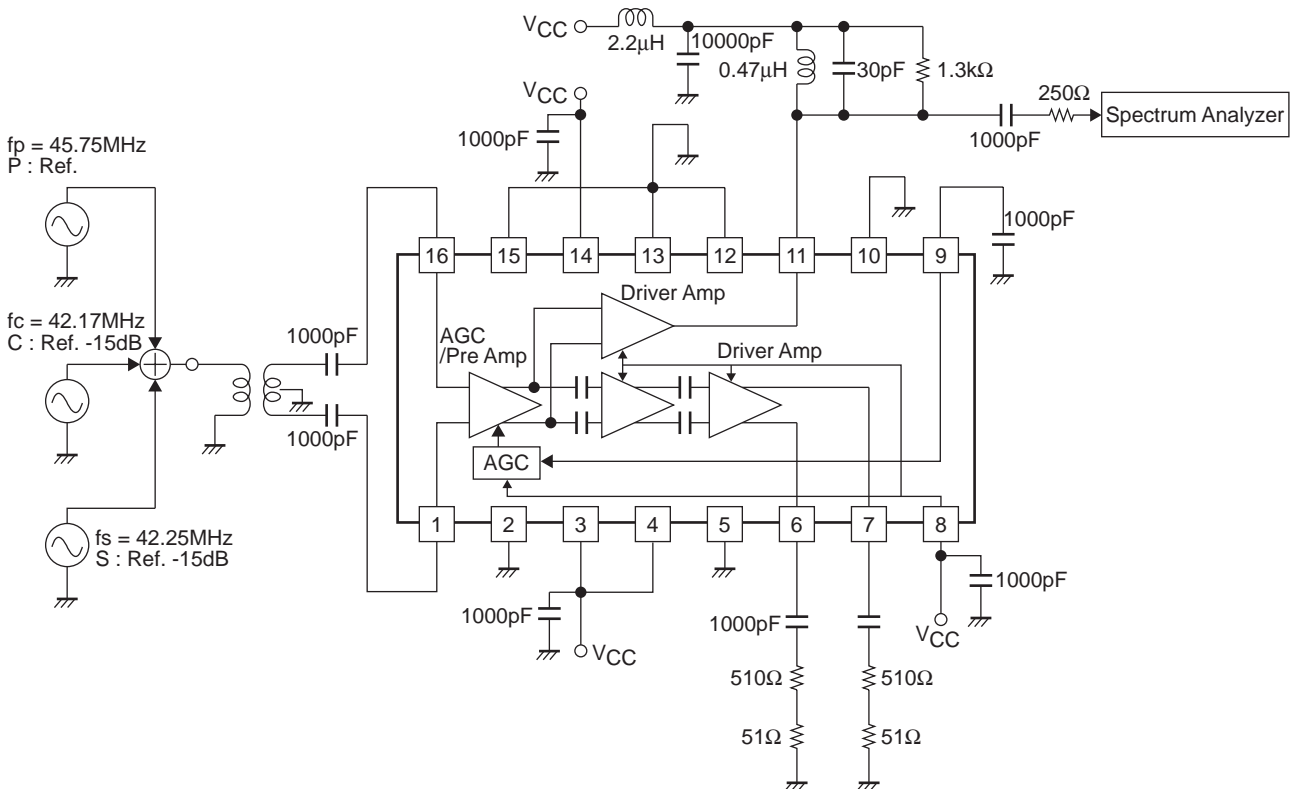 VCC
2.2μH
10000pF
0.47μH
30pF
1.3kΩ
250Ω
Spectrum Analyzer
1000pF
VCC
1000pF
fp = 45.75MHz
P : Ref.
1000pF
16
15
14
13
12
11
10
9
Driver Amp
fc = 42.17MHz
C : Ref. -15dB
1000pF
AGC
/Pre Amp
Driver Amp
1000pF
AGC
fs = 42.25MHz
S : Ref. -15dB
1
2
3
4
5
6
7
8
1000pF
VCC
1000pF
VCC
1000pF
510Ω
510Ω
51Ω
51Ω